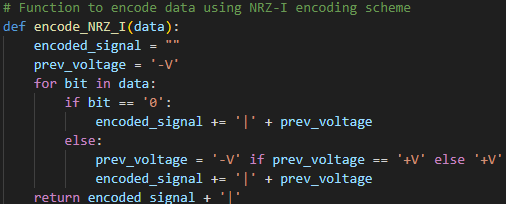 # Function to encode data using NRZ-I encoding scheme
def encode_NRZ_I(data):
    encoded_signal = ""
    prev_voltage = '-V'
    for bit in data:
        if bit == '0':
            encoded_signal += '|' + prev_voltage
        else:
            prev_voltage = '-V' if prev_voltage == '+V' else '+V'
            encoded_signal += '|' + prev_voltage
    return encoded_signal + '|'